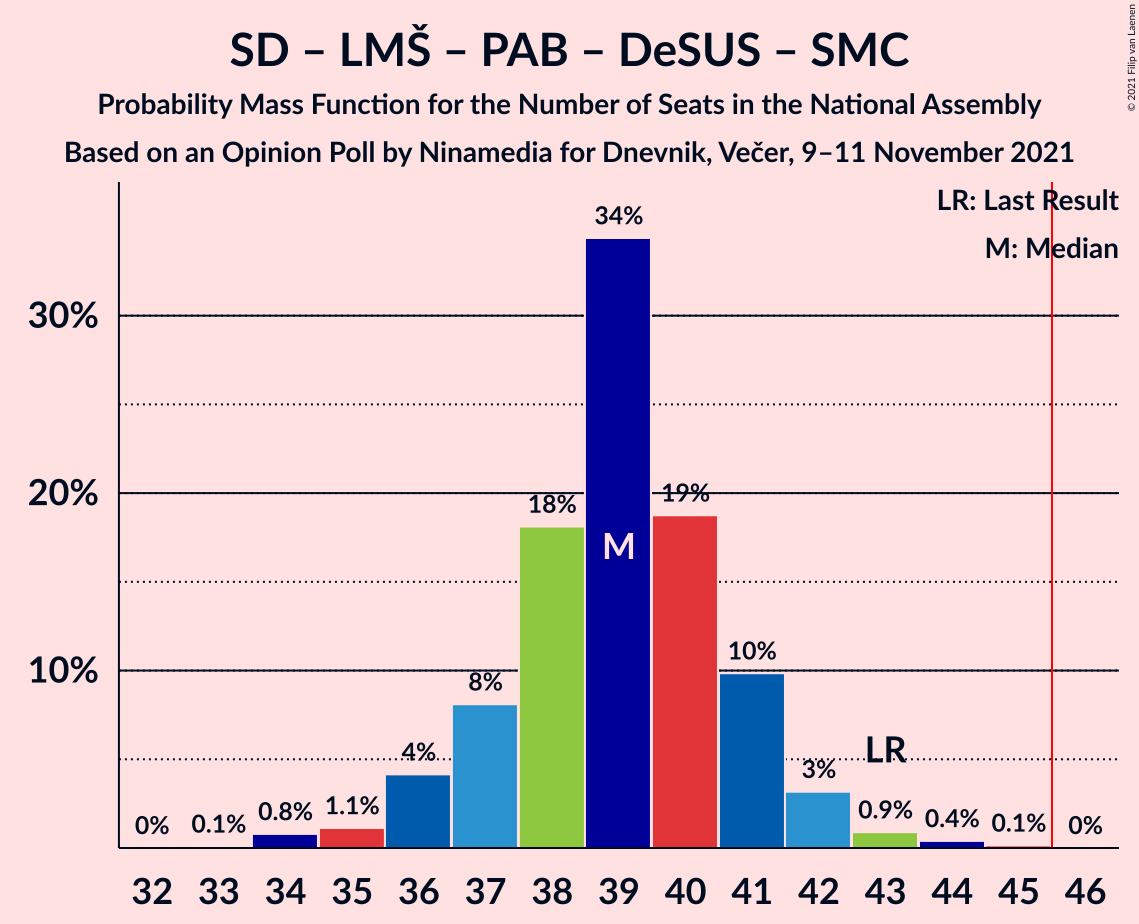 SD – LMŠ – PAB – DeSUS – SMC
Probability Mass Function for the Number of Seats in the National Assembly
Based on an Opinion Poll by Ninamedia for Dnevnik, Večer, 9–11 November 2021
© 2021 Filip van Laenen
LR: Last Result
M: Median
34%
30%
20%
18%
19%
M
10%
10%
8%
4%
LR
3%
0%
0.1%
0.8%
1.1%
0.9%
0.4%
0.1%
0%
32 33 34 35 36 37 38 39 40 41 42 43 44 45 46